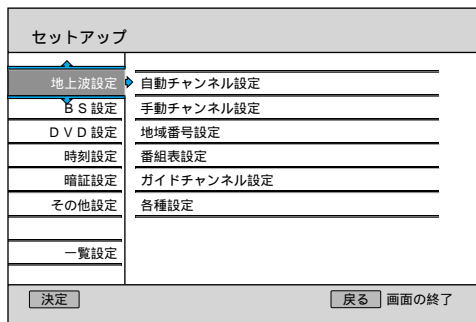 セットアップ
地上波設定
BS設定
DVD設定
時刻設定
暗証設定
その他設定
一覧設定
自動チャンネル設定
手動チャンネル設定
地域番号設定
番組表設定
ガイドチャンネル設定
各種設定
決定
戻る 画面の終了